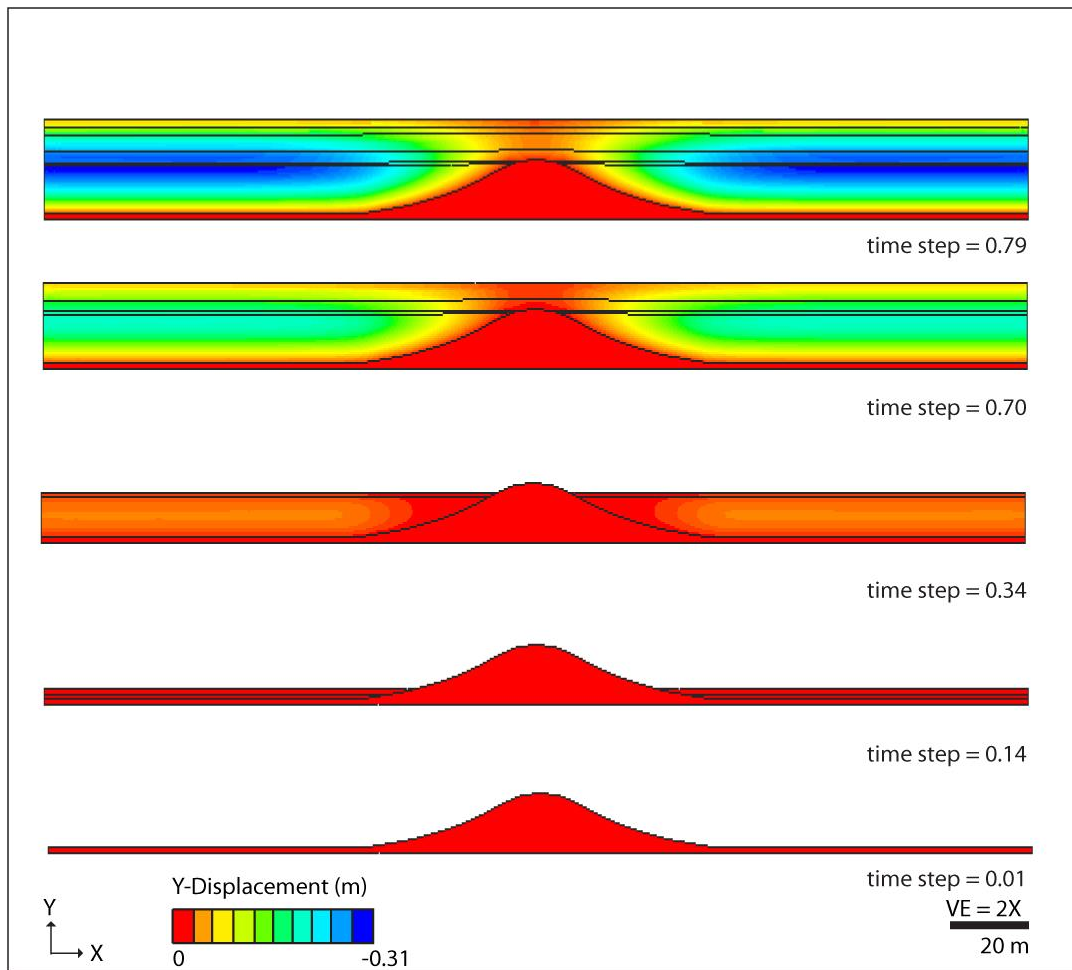 time step = 0.79
time step = 0.70
time step = 0.34
time step = 0.14
time step = 0.01
Y-Displacement (m)
0
-0.31
Y
X
VE = 2X
20 m